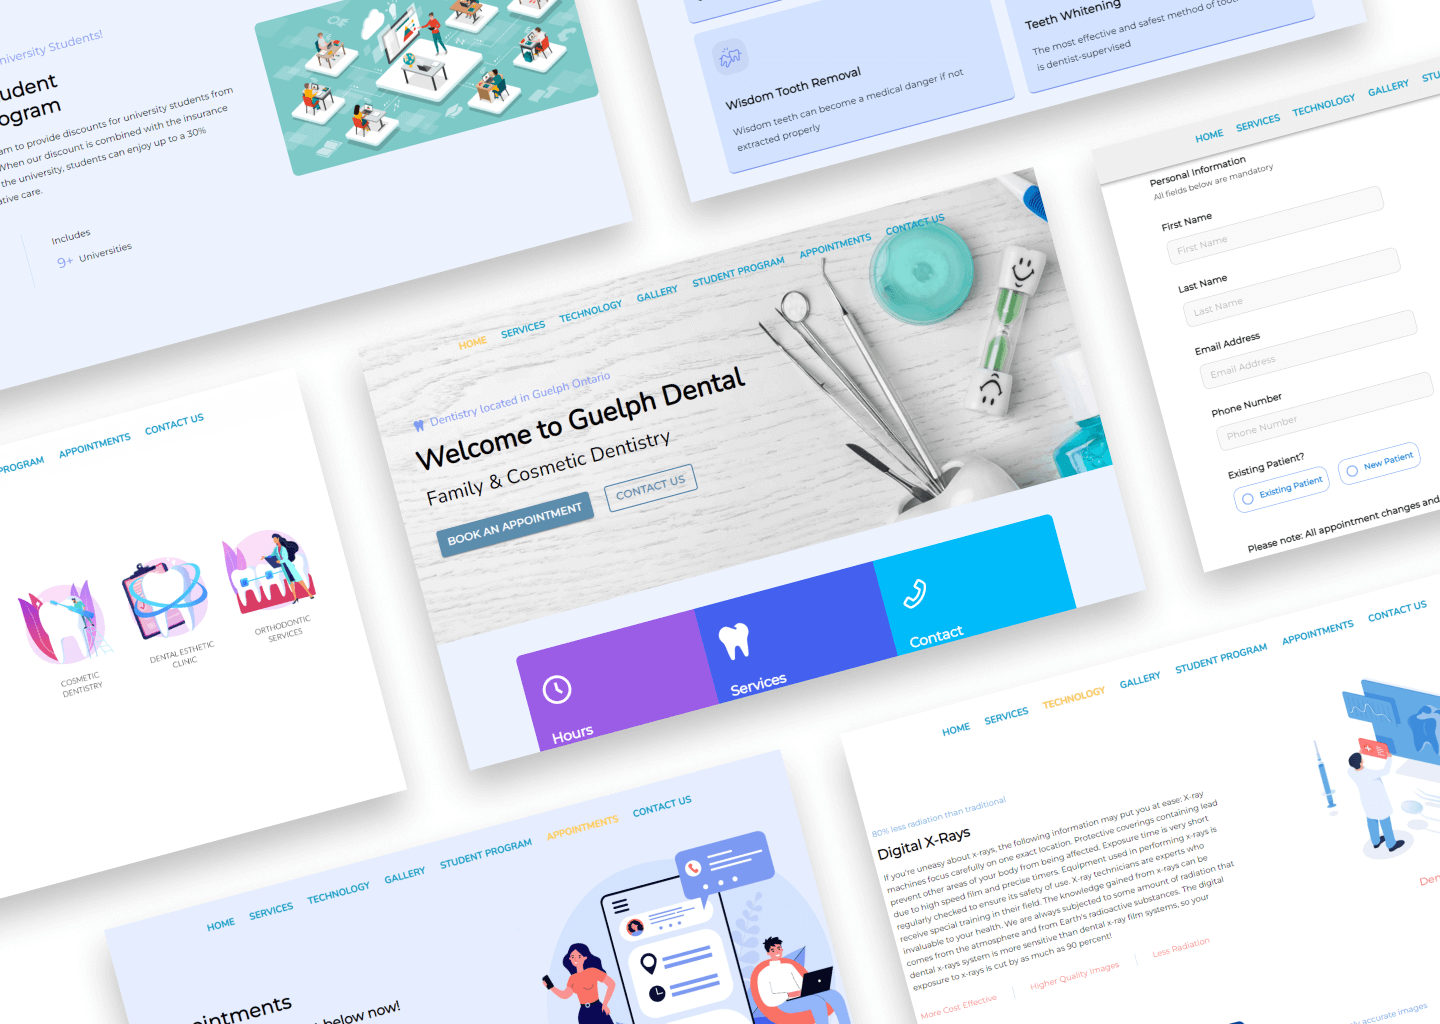 niversity Students!
udent
ogram
am to provide discounts for university students from
When our discount is combined with the insurance
the university, students can enjoy up to a 30%
ative care.
Includes
9+ Universities
Wisdom Tooth Removal
Wisdom teeth can become a medical danger if not
extracted properly
Teeth Whitening
The most effective and safest method of toot
is dentist-supervised
HOME SERVICES TECHNOLOGY GALLERY STU
Personal Information
All fields below are mandatory
First Name
First Name
Last Name
Last Name
Email Address
Email Address
Phone Number
Phone Number
Existing Patient?
Existing Patient
New Patient
Please note: All appointment changes and
HOME SERVICES TECHNOLOGY GALLERY STUDENT PROGRAM APPOINTMENTS CONTACT US
Dentistry located in Guelph Ontario
Welcome to Guelph Dental
Family & Cosmetic Dentistry
BOOK AN APPOINTMENT
CONTACT US
Hours
Services
Contact
PROGRAM APPOINTMENTS CONTACT US
COSMETIC
DENTISTRY
DENTAL ESTHETIC
CLINIC
ORTHODONTIC
SERVICES
HOME SERVICES TECHNOLOGY GALLERY STUDENT PROGRAM APPOINTMENTS CONTACT US
ointments
below now!
HOME SERVICES TECHNOLOGY GALLERY STUDENT PROGRAM APPOINTMENTS CONTACT US
80% less radiation than traditional
Digital X-Rays
If you're uneasy about x-rays, the following information may put you at ease: X-ray
machines focus carefully on one exact location. Protective coverings containing lead
prevent other areas of your body from being affected. Exposure time is very short
due to high speed film and precise timers. Equipment used in performing x-rays is
regularly checked to ensure its safety of use. X-ray technicians are experts who
receive special training in their field. The knowledge gained from x-rays can be
invaluable to your health. We are always subjected to some amount of radiation that
comes from the atmosphere and from Earth's radioactive substances. The digital
dental x-rays system is more sensitive than dental x-ray film systems, so your
exposure to x-rays is cut by as much as 90 percent!
More Cost Effective
Higher Quality Images
Less Radiation
Den
ly accurate images